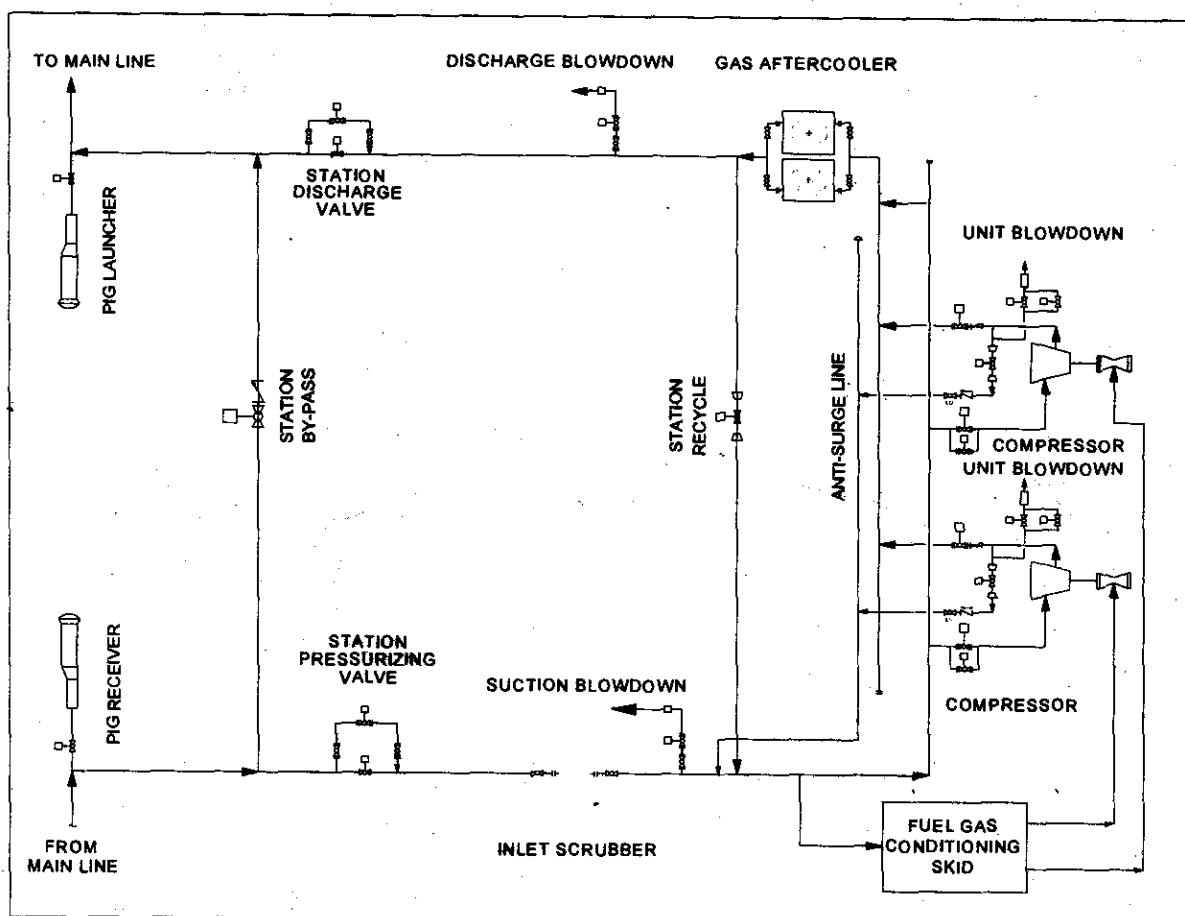 TO MAIN LINE
DISCHARGE BLOWDOWN
GAS AFTERCOOLER
STATION
DISCHARGE
VALVE
PIG LAUNCHER
UNIT BLOWDOWN
STATION
BY-PASS
STATION
RECYCLE
ANTI-SURGE LINE
COMPRESSOR
UNIT BLOWDOWN
PIG RECEIVER
STATION
PRESSURIZING
VALVE
SUCTION BLOWDOWN
COMPRESSOR
FROM
MAIN LINE
INLET SCRUBBER
FUEL GAS
CONDITIONING
SKID